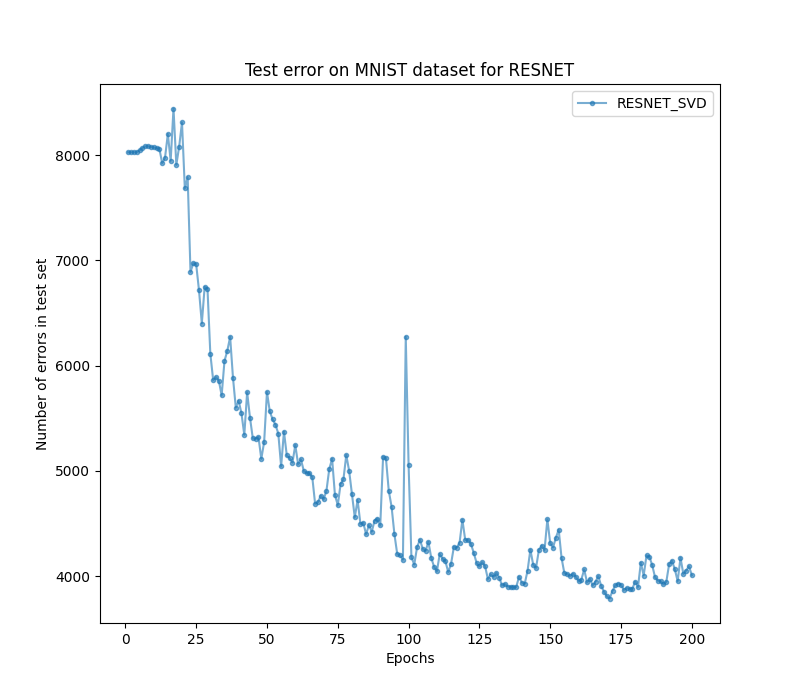 Test error on MNIST dataset for RESNET
RESNET_SVD
Number of errors in test set
8000
7000
6000
5000
4000
0 25 50 75 100 125 150 175 200
Epochs